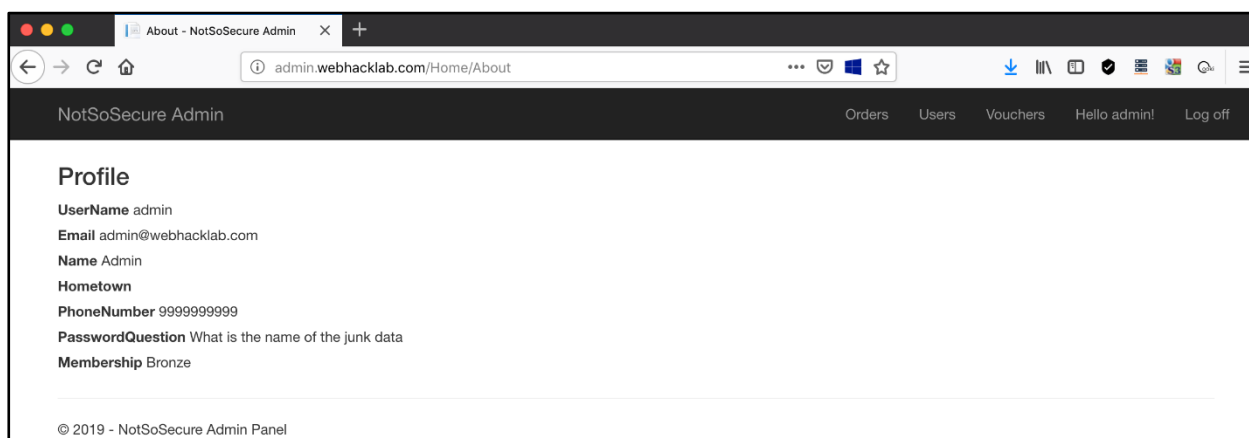 About - NotSoSecure Admin
admin.webhacklab.com/Home/About
NotSoSecure Admin Orders Users Vouchers Hello admin! Log off
Profile
UserName admin
Email admin@webhacklab.com
Name Admin
Hometown
PhoneNumber 9999999999
PasswordQuestion What is the name of the junk data
Membership Bronze
© 2019 - NotSoSecure Admin Panel